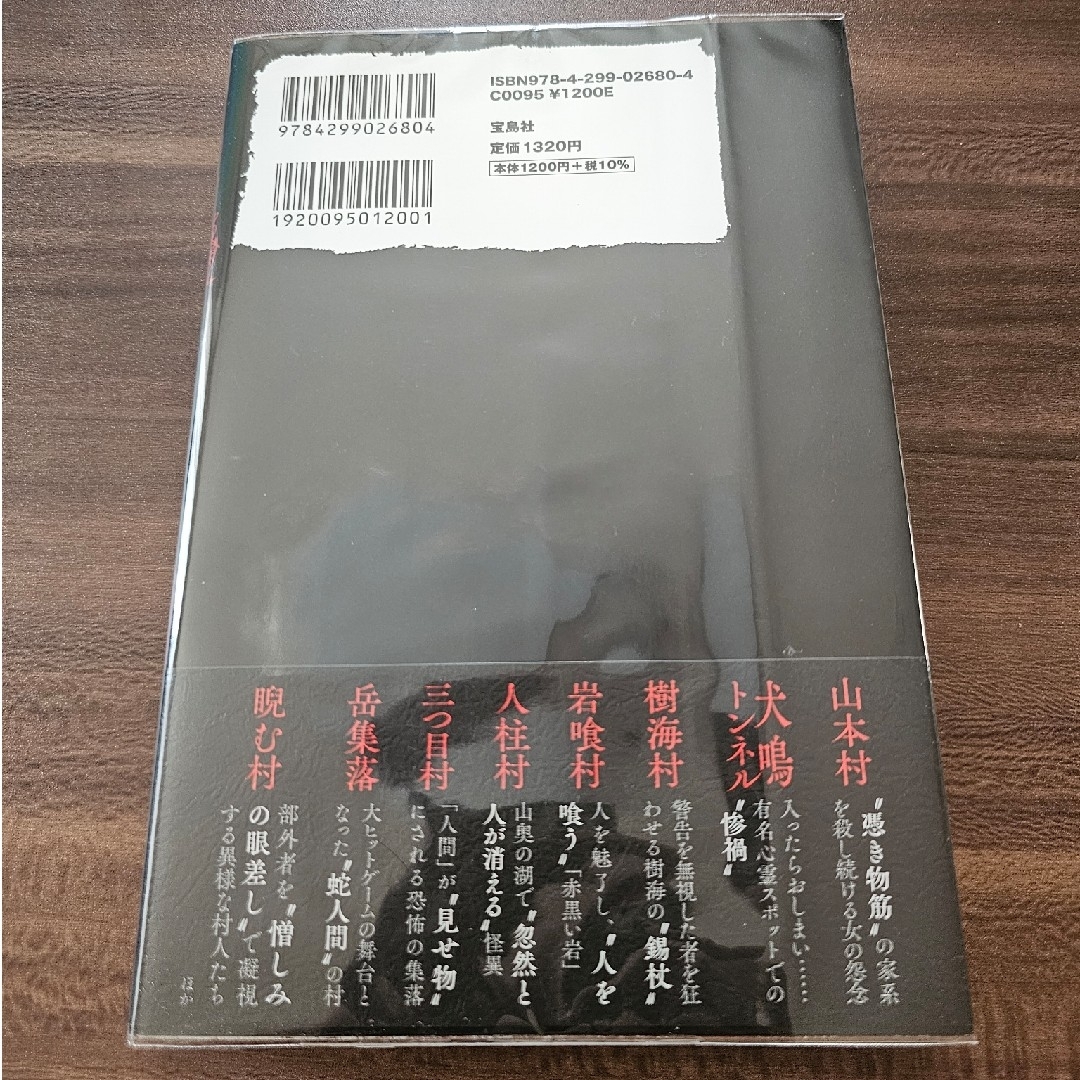 ISBN978-4-299-02680-4
C0095 ¥1200E
9784299026804
宝島社
定価1320円
本体1200円+税10%
1920095012001
山本村
〝憑き物筋〟の家系
を殺し続ける女の怨念
犬鳴
トンネル
入ったらおしまい……
有名心霊スポットでの
〝惨禍〟
樹海村
警告を無視した者を狂
わせる樹海の〝錫杖〟
岩喰村
人を魅了し、〝人を
喰う〟「赤黒い岩」
人柱村
山奥の湖で〝忽然と
人が消える〟怪異
三つ目村
「人間」が〝見せ物〟
にされる恐怖の集落
岳集落
大ヒットゲームの舞台と
なった〝蛇人間〟の村
睨む村
部外者を〝憎しみ
の眼差し〟で凝視
する異様な村人たち
ほか